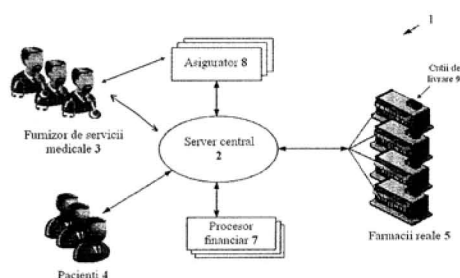 1
Asigurator 8
Cutii de
livrare 9
Furnizor de servicii
medicale 3
Server central
2
Procesor
financiar 7
Farmacii reale 5
Pacienți 4